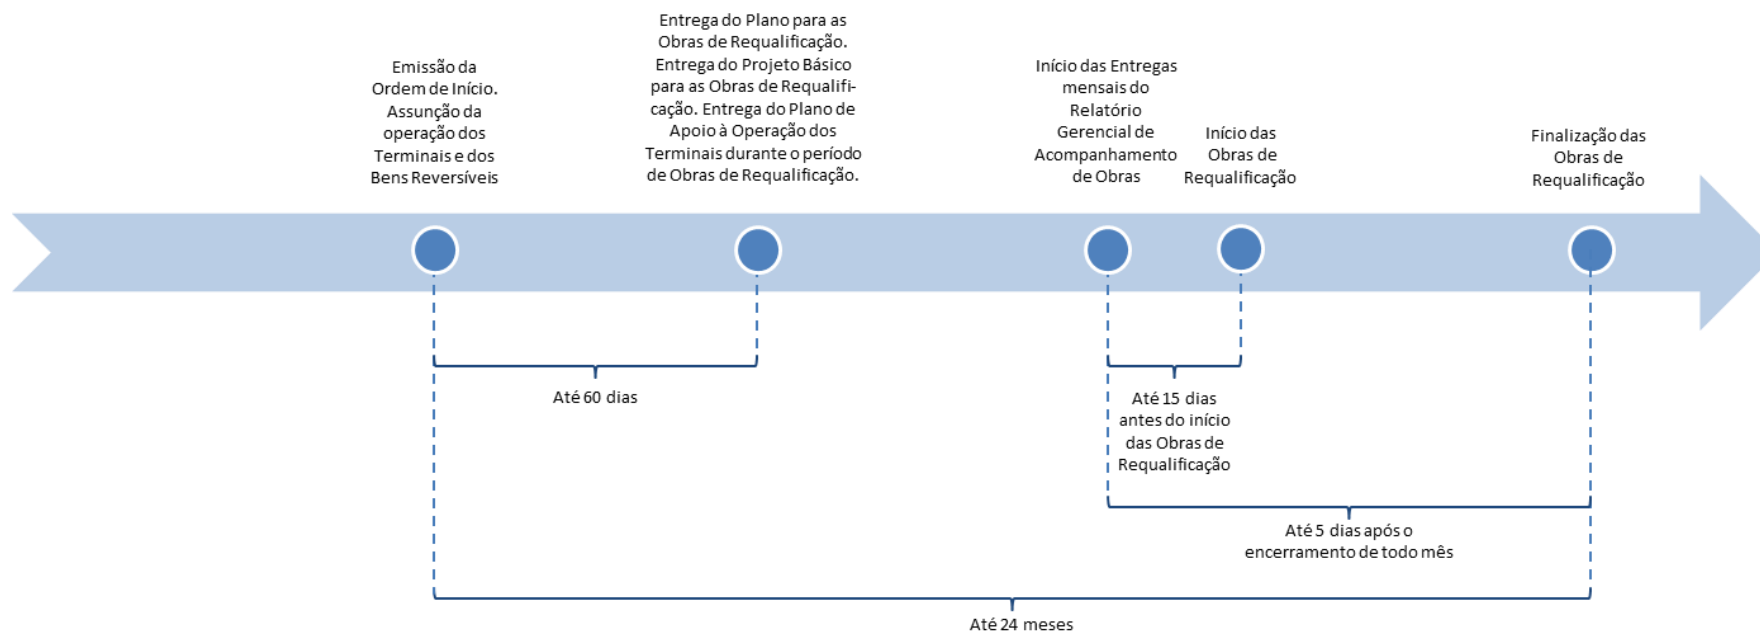 Emissão da
Ordem de Início.
Assunção da
operação dos
Terminais e dos
Bens Reversíveis
Entrega do Plano para as
Obras de Requalificação.
Entrega do Projeto Básico
para as Obras de Requalifi-
cação. Entrega do Plano de
Apoio à Operação dos
Terminais durante o período
de Obras de Requalificação.
Início das Entregas
mensais do
Relatório
Gerencial de
Acompanhamento
de Obras
Início das
Obras de
Requalificação
Finalização das
Obras de
Requalificação
Até 60 dias
Até 15 dias
antes do início
das Obras de
Requalificação
Até 5 dias após o
encerramento de todo mês
Até 24 meses